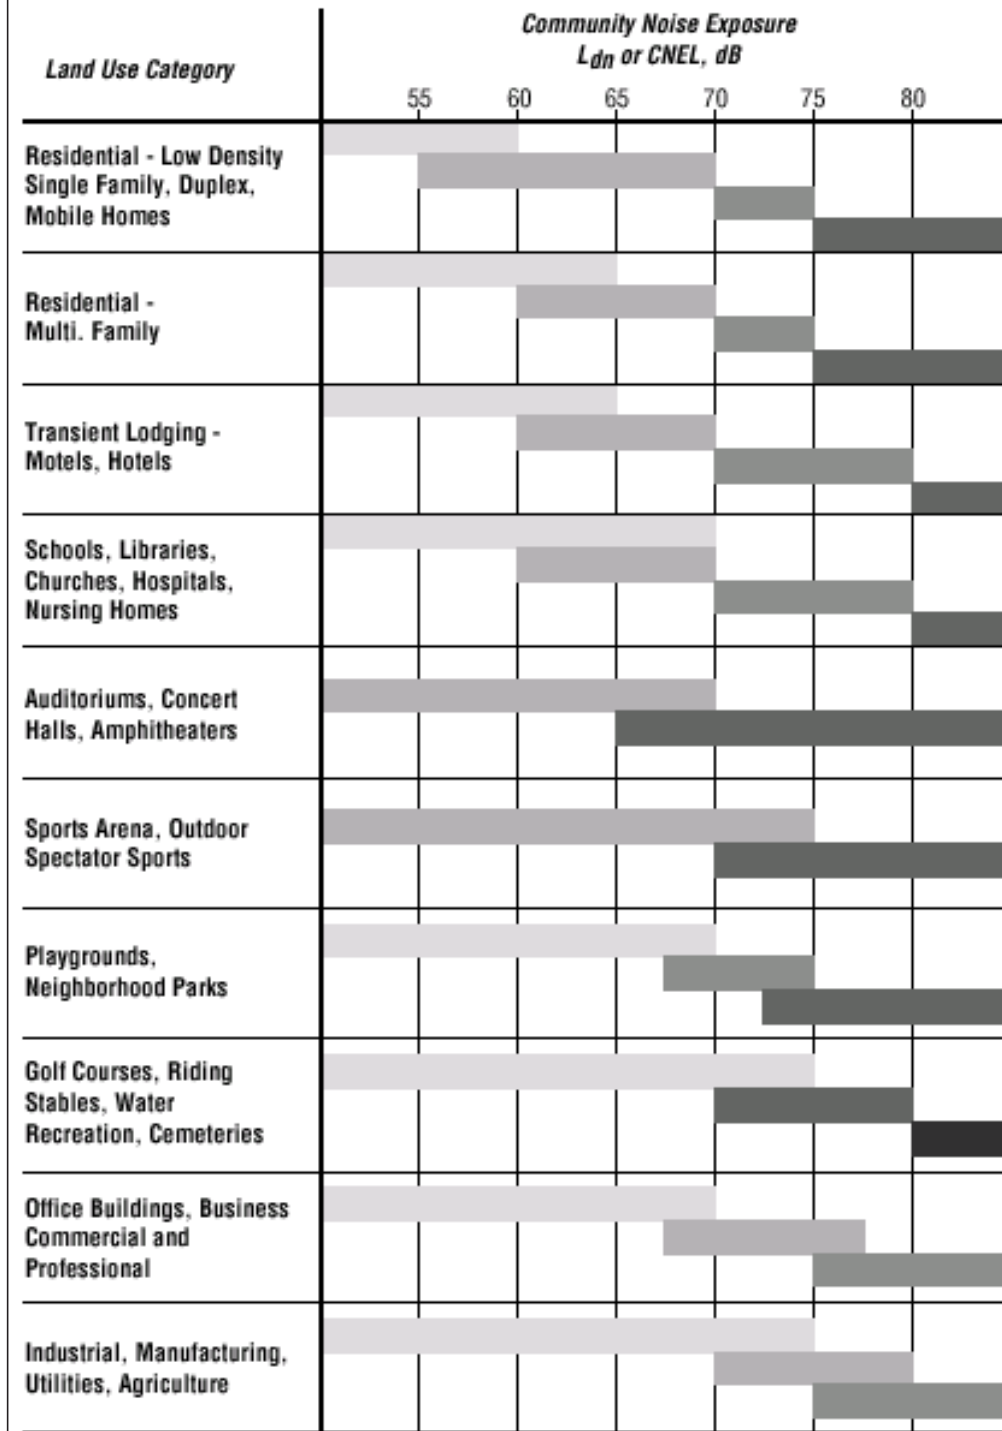 Community Noise Exposure
Ldn or CNEL, dB
Land Use Category
55 60 65 70 75 80
Residential - Low Density
Single Family, Duplex,
Mobile Homes
Residential -
Multi. Family
Transient Lodging -
Motels, Hotels
Schools, Libraries,
Churches, Hospitals,
Nursing Homes
Auditoriums, Concert
Halls, Amphitheaters
Sports Arena, Outdoor
Spectator Sports
Playgrounds,
Neighborhood Parks
Golf Courses, Riding
Stables, Water
Recreation, Cemeteries
Office Buildings, Business
Commercial and
Professional
Industrial, Manufacturing,
Utilities, Agriculture